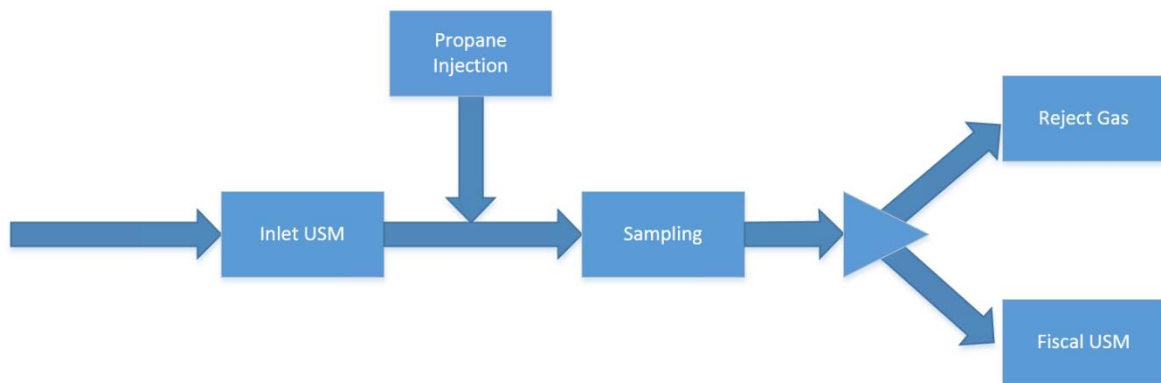 Propane
Injection
Reject Gas
Inlet USM
Sampling
Fiscal USM